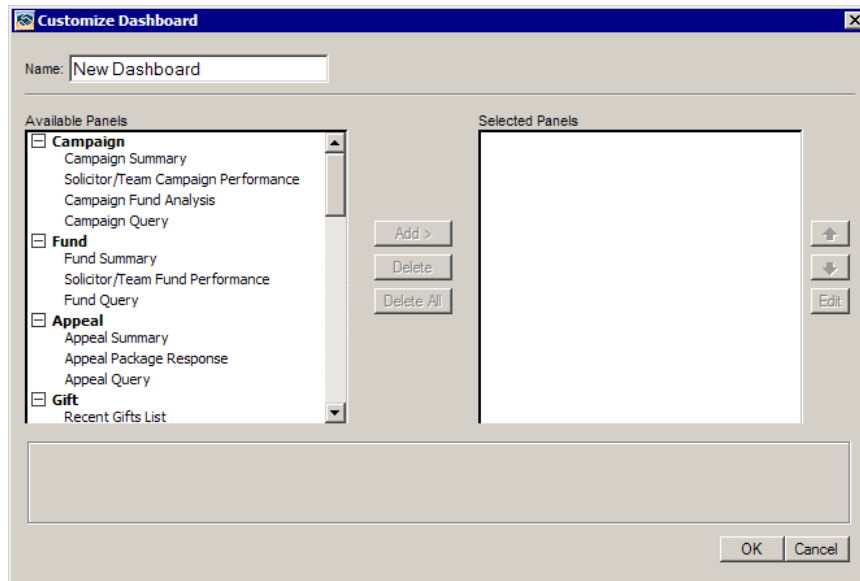 Customize Dashboard
Name: New Dashboard
Available Panels
Campaign
Campaign Summary
Solicitor/Team Campaign Performance
Campaign Fund Analysis
Campaign Query
Fund
Fund Summary
Solicitor/Team Fund Performance
Fund Query
Appeal
Appeal Summary
Appeal Package Response
Appeal Query
Gift
Recent Gifts List
Add >
Delete
Delete All
Selected Panels
Edit
OK
Cancel